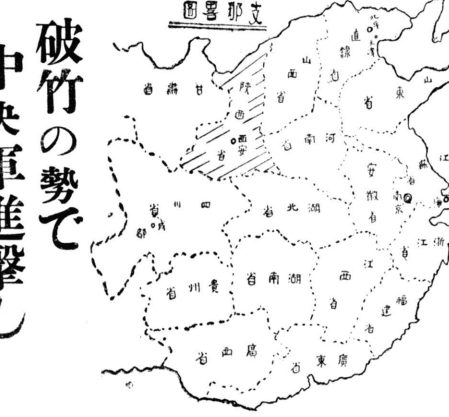 支那畧圖
破竹の勢で
中央軍進撃し
直隷省
北平
山西省
山東省
甘肅省
陝西省
西安
河南省
江蘇省
安徽省
南京
浙江省
四川省
成都
湖北省
湖南省
江西省
福建省
貴州省
廣西省
廣東省